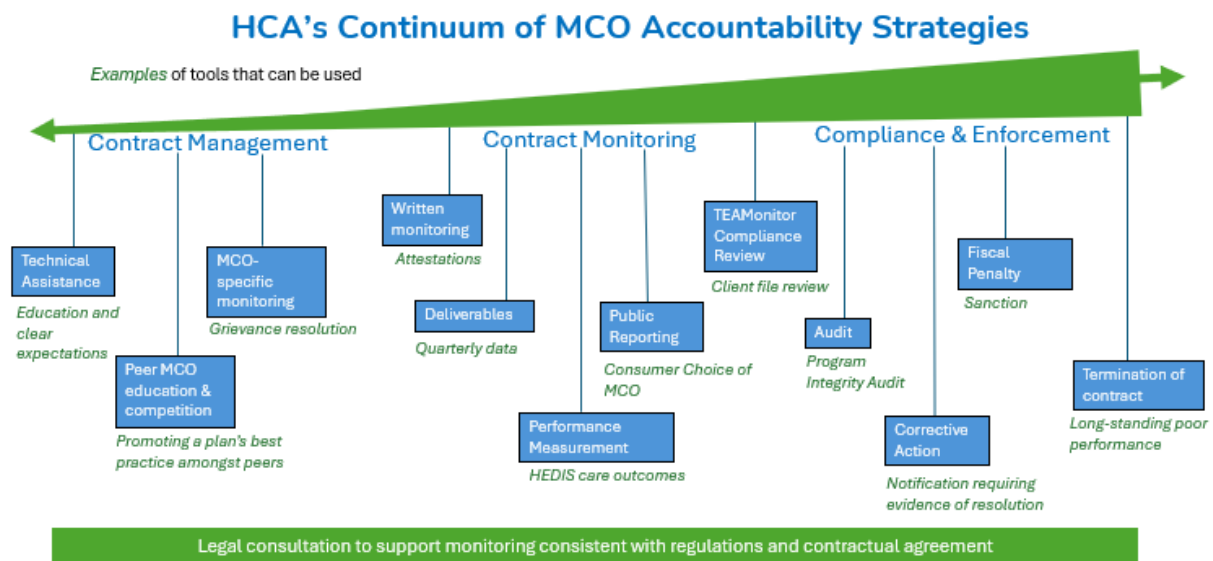 HCA's Continuum of MCO Accountability Strategies
Examples of tools that can be used
Contract Management
Contract Monitoring
Compliance & Enforcement
Technical
Assistance
Education and
clear
expectations
Peer MCO
education &
competition
Promoting a plan's best
practice amongst peers
MCO-
specific
monitoring
Grievance resolution
Written
monitoring
Attestations
Deliverables
Quarterly data
Performance
Measurement
HEDIS care outcomes
Public
Reporting
Consumer Choice of
MCO
TEAMonitor
Compliance
Review
Client file review
Audit
Program
Integrity Audit
Corrective
Action
Notification requiring
evidence of resolution
Fiscal
Penalty
Sanction
Termination of
contract
Long-standing poor
performance
Legal consultation to support monitoring consistent with regulations and contractual agreement